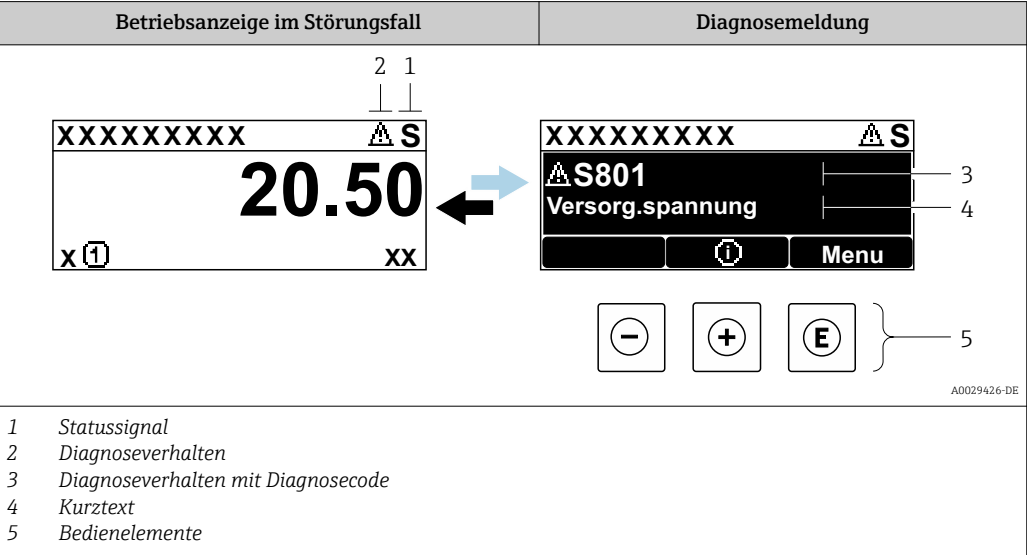 Betriebsanzeige im Störungsfall
Diagnosemeldung
2 1
XXXXXXXXX ⚠ S
20.50
x 1
xx
XXXXXXXXX ⚠ S
⚠S801
Versorg.spannung
i Menu
3
4
- + E
5
A0029426-DE
1 Statussignal
2 Diagnoseverhalten
3 Diagnoseverhalten mit Diagnosecode
4 Kurztext
5 Bedienelemente